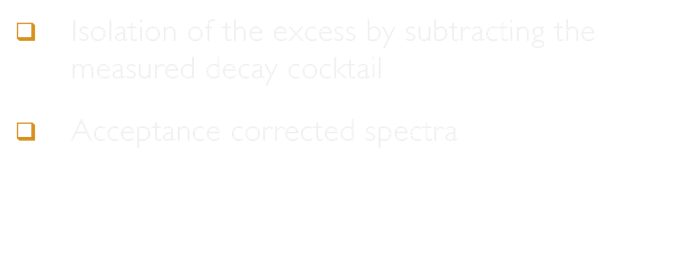 Isolation of the excess by subtracting the
measured decay cocktail
Acceptance corrected spectra